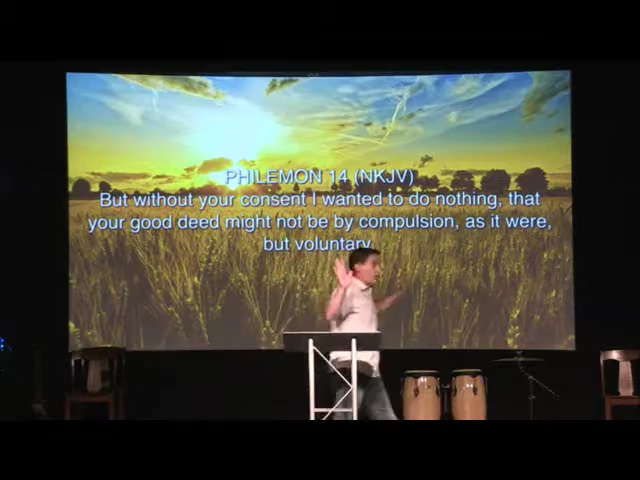 PHILEMON 14 (NKJV)
But without your consent I wanted to do nothing, that
your good deed might not be by compulsion, as it were,
but voluntary.